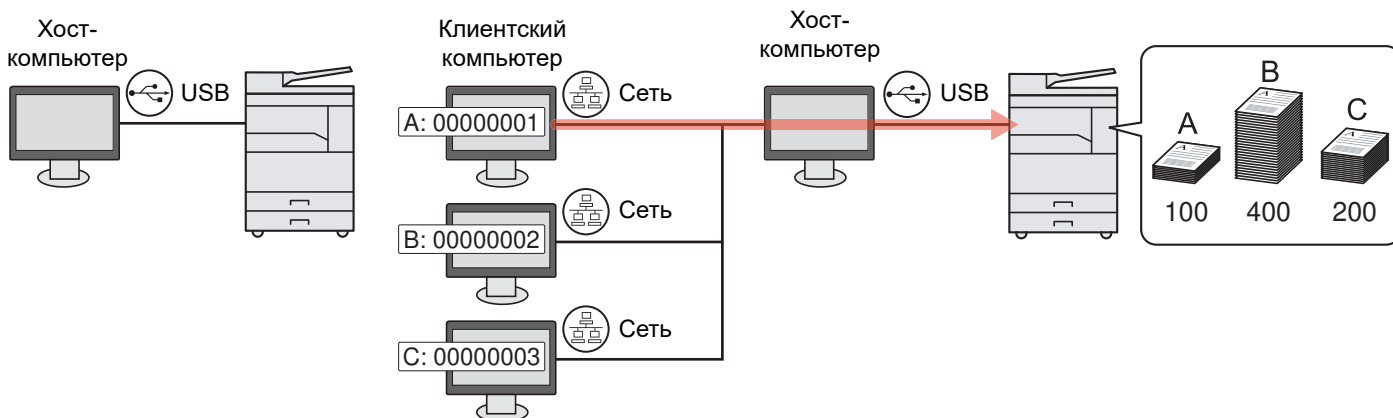 Хост-
компьютер
USB
Клиентский
компьютер
Сеть
A: 00000001
Сеть
B: 00000002
Сеть
C: 00000003
Хост-
компьютер
USB
A
100
B
400
C
200